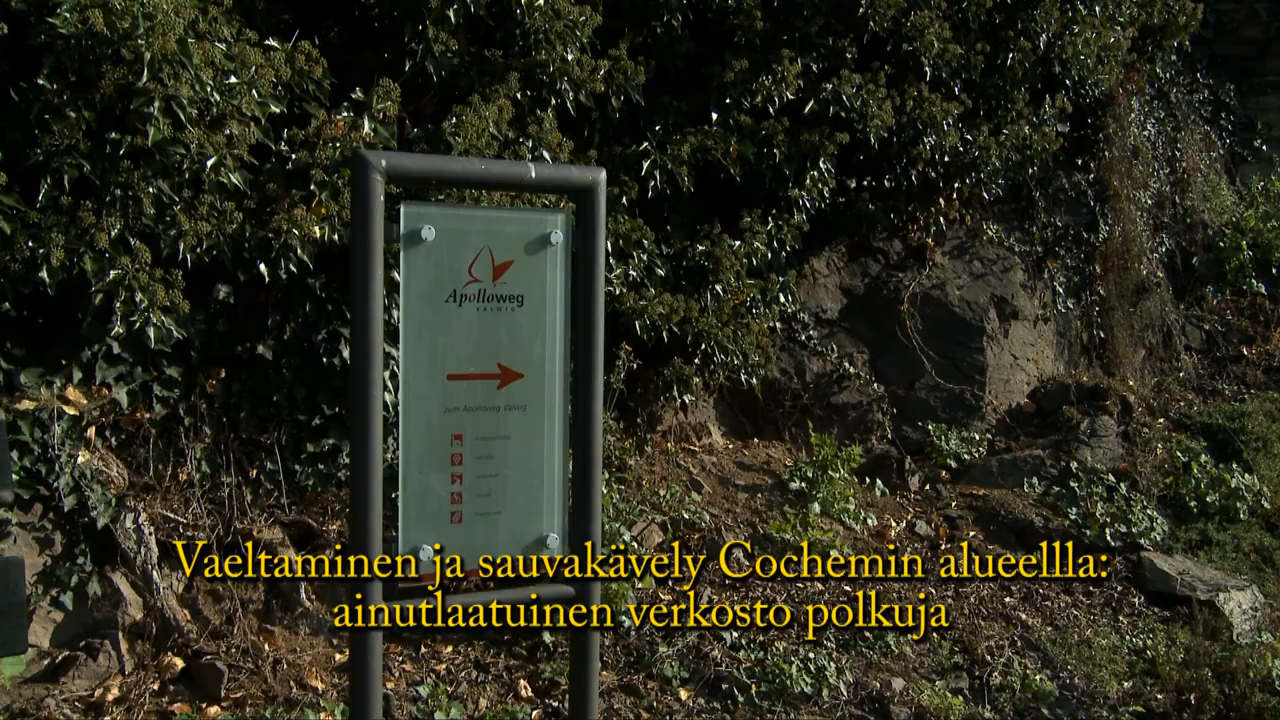 Apolloweg
VALWIG
zum Apolloweg Valwig
Vaeltaminen ja sauvakävely Cochemin alueellla:
ainutlaatuinen verkosto polkuja